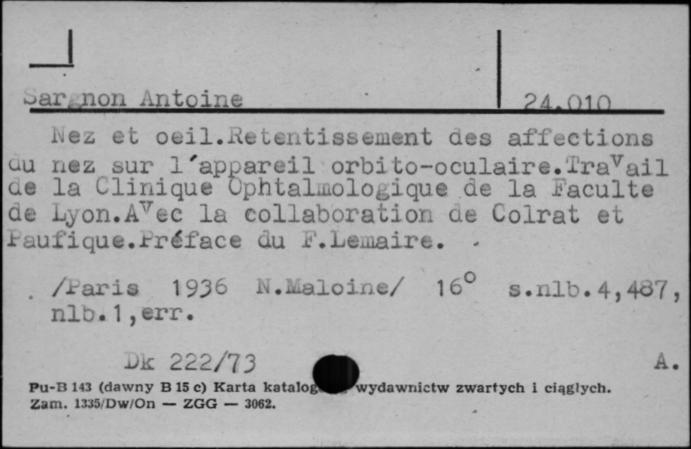 Sargnon Antoine 24.010
Nez et oeil.Retentissement des affections
du nez sur l'appareil orbito-oculaire.Travail
de la Clinique Ophtalmologique de la Faculte
de Lyon.Avec la collaboration de Colrat et
Paufique.Préface du F.Lemaire.
/Paris 1936 N.Maloine/ 16° s.nlb.4,487,
nlb.1,err.
Dk 222/73 A.
Pu-B 143 (dawny B 15 c) Karta katalog wydawnictw zwartych i ciągłych.
Zam. 1335/Dw/On — ZGG — 3062.